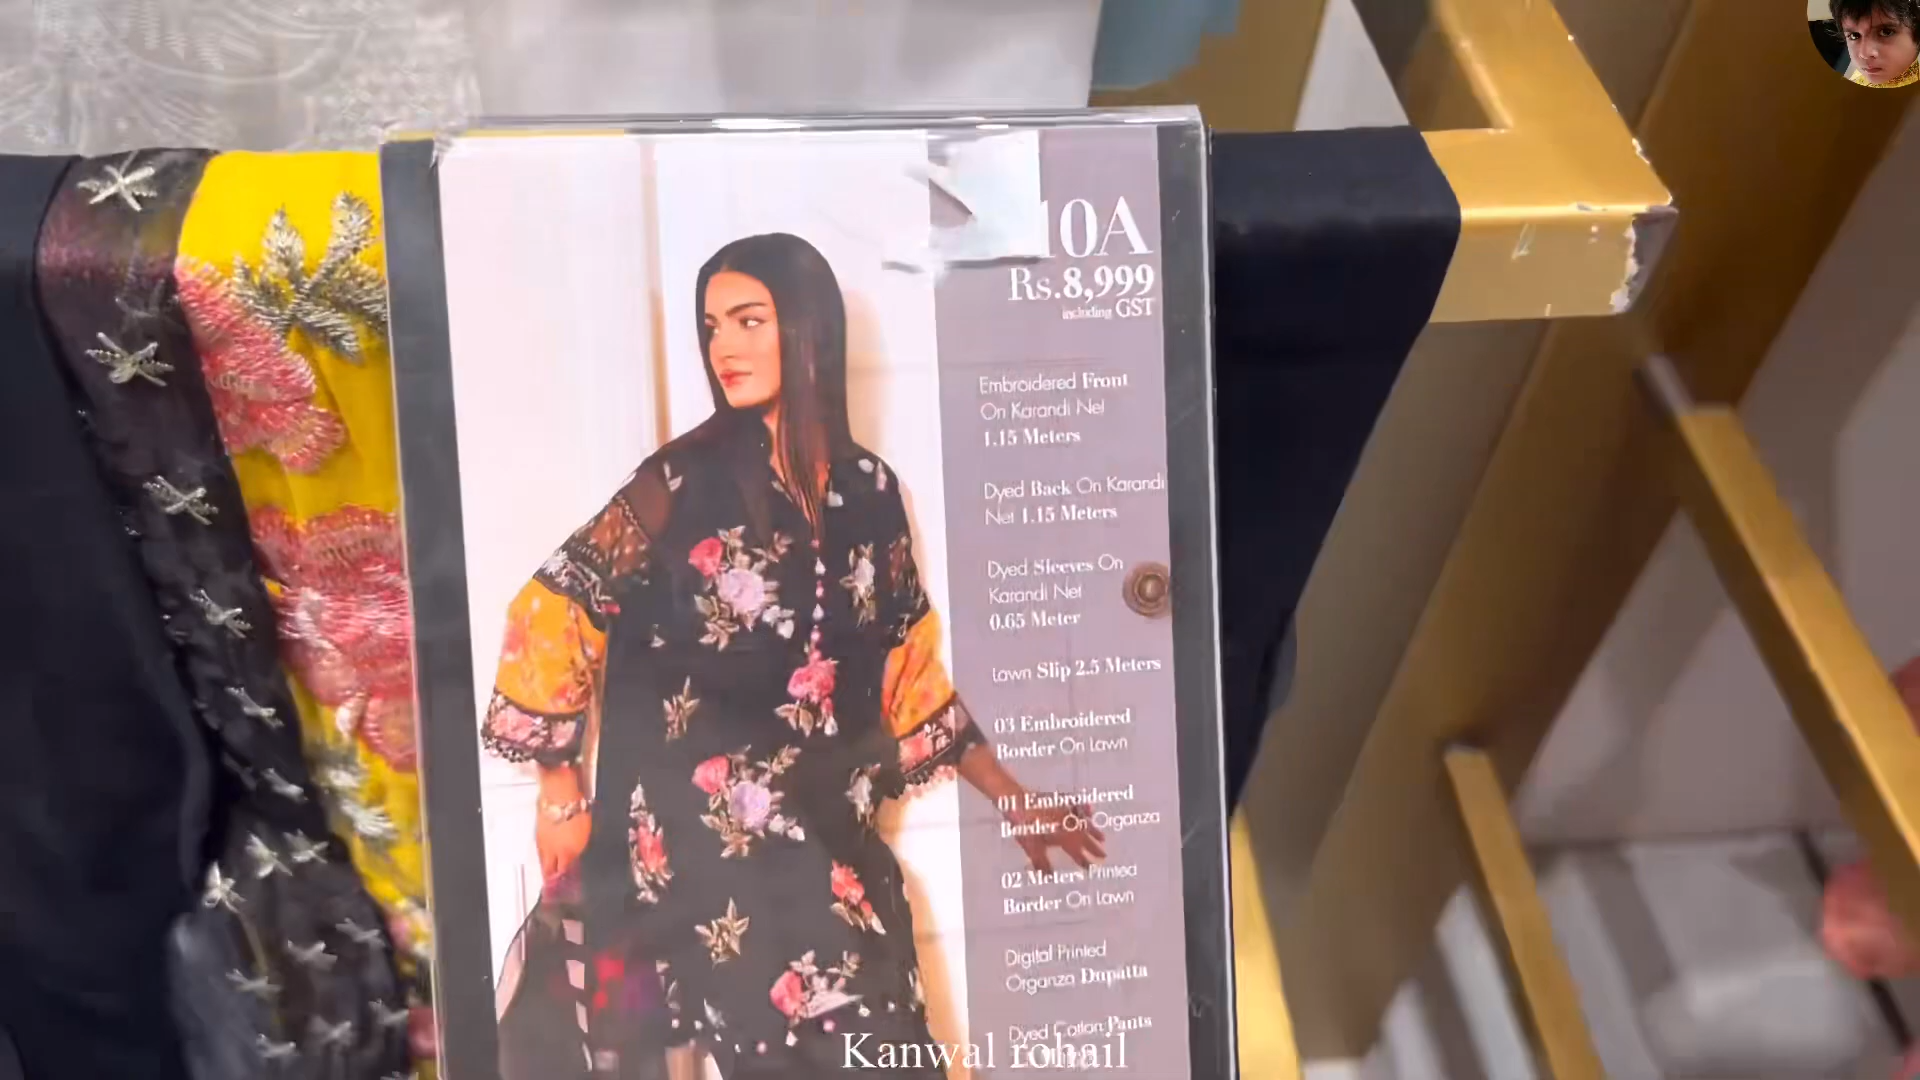 10A
Rs.8,999
including GST
Embroidered Front
On Karandi Net
1.15 Meters
Dyed Back On Karandi
Net 1.15 Meters
Dyed Sleeves On
Karandi Net
0.65 Meter
Lawn Slip 2.5 Meters
03 Embroidered
Border On Lawn
01 Embroidered
Border On Organza
02 Meters Printed
Border On Lawn
Digital Printed
Organza Dupatta
Dyed Cotton Pants
Kanwal rohail